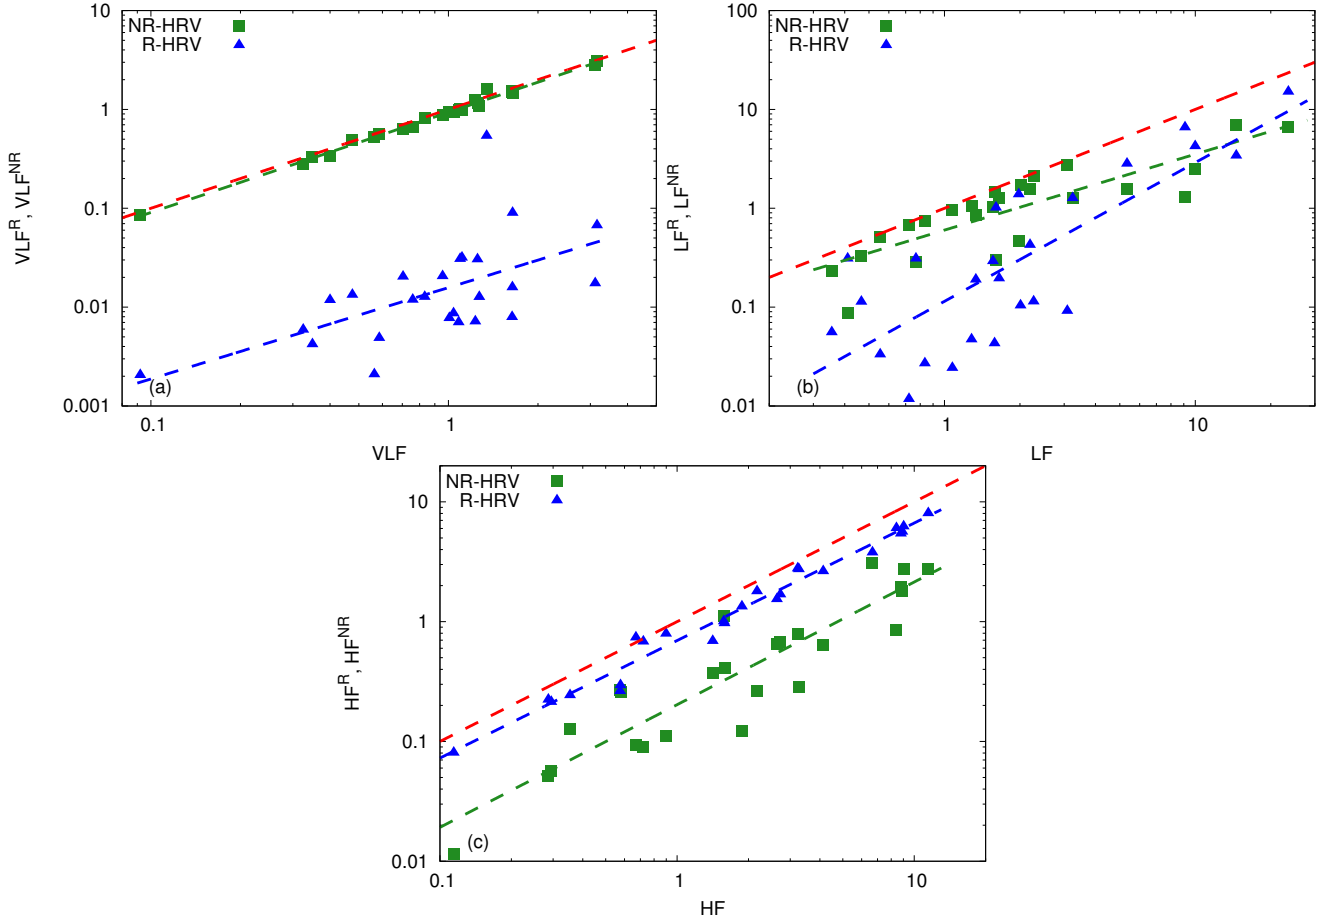 NR-HRV
R-HRV
10
1
0.1
0.01
0.001
VLF^R, VLF^NR
(a)
0.1 1
VLF
NR-HRV
R-HRV
100
10
1
0.1
0.01
LF^R, LF^NR
(b)
1 10
LF
NR-HRV
R-HRV
10
1
0.1
0.01
HF^R, HF^NR
(c)
0.1 1 10
HF